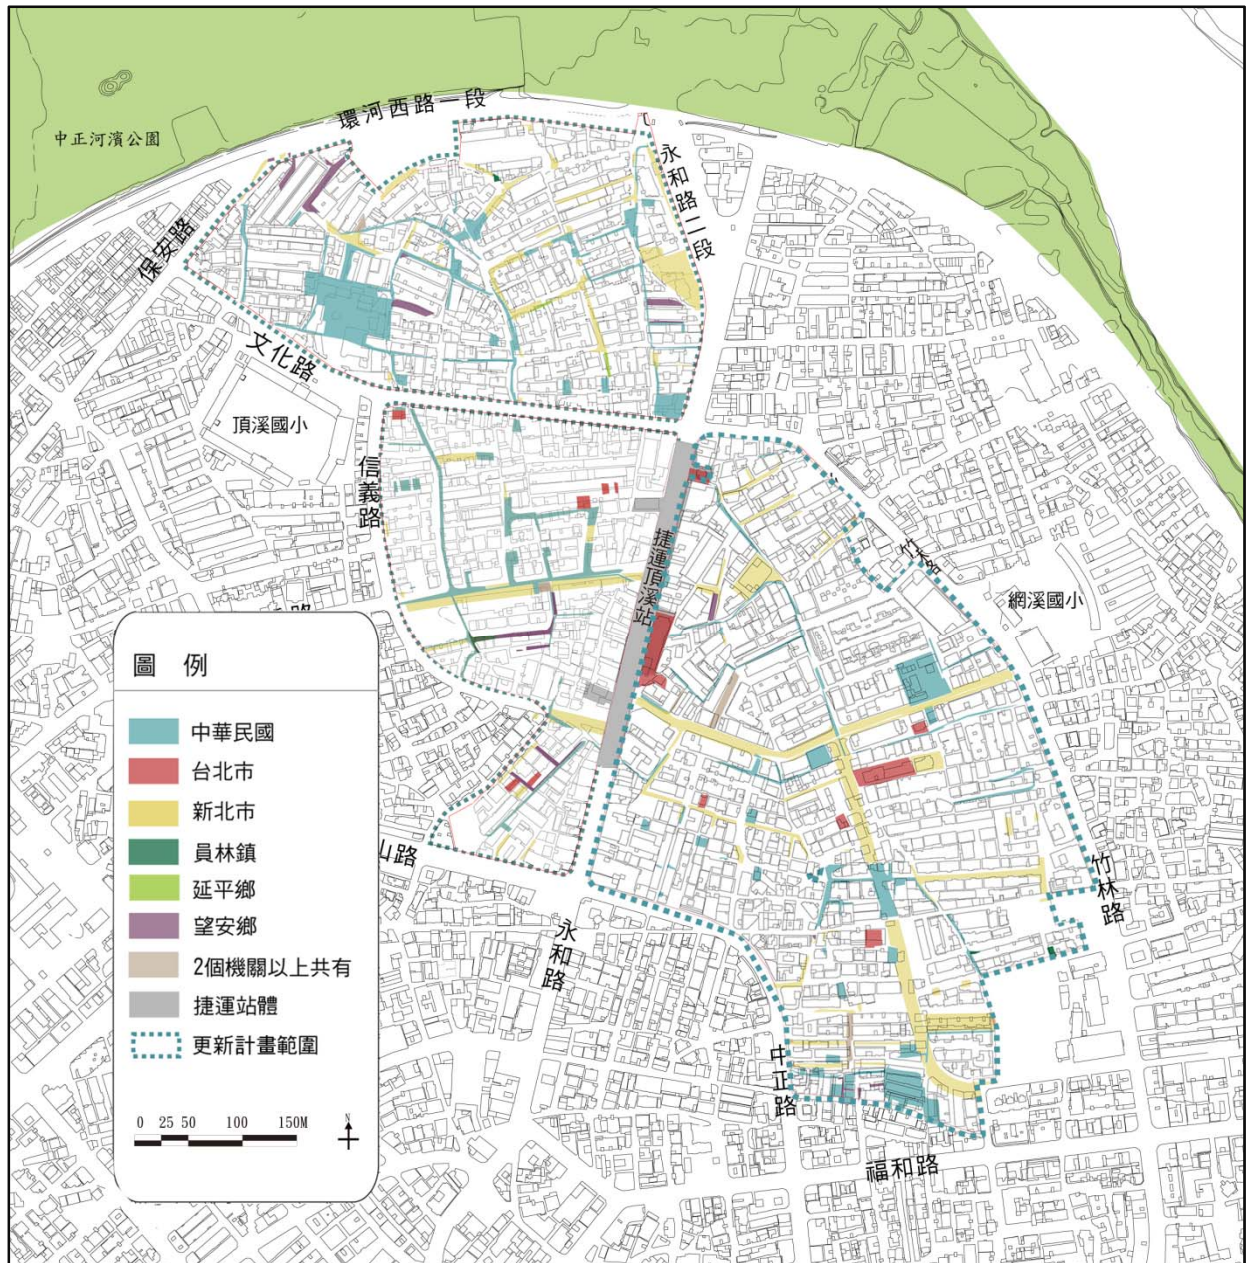 環河西路一段
中正河濱公園
永和路二段
保安路
文化路
頂溪國小
信義路
捷運頂溪站
竹林路
網溪國小
圖 例
中華民國
台北市
新北市
員林鎮
延平鄉
望安鄉
2個機關以上共有
捷運站體
更新計畫範圍
0 25 50 100 150M
N
山路
永和路
竹林路
中正路
福和路